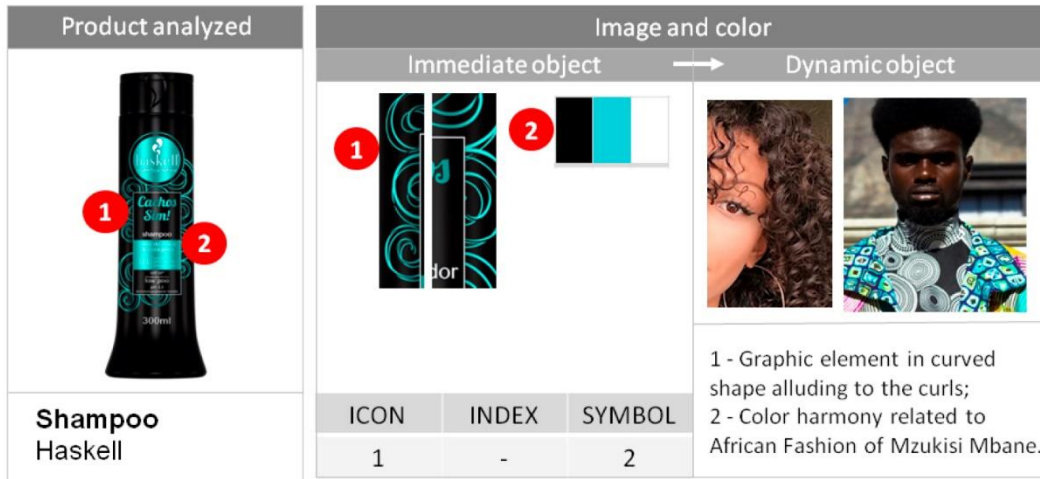 Product analyzed
haskell
Cachos
Sim!
shampoo
low poo
300ml
1
2
Shampoo
Haskell
Image and color
Immediate object → Dynamic object
1
2
dor
ICON INDEX SYMBOL
1 - 2
1 - Graphic element in curved
shape alluding to the curls;
2 - Color harmony related to
African Fashion of Mzukisi Mbane.